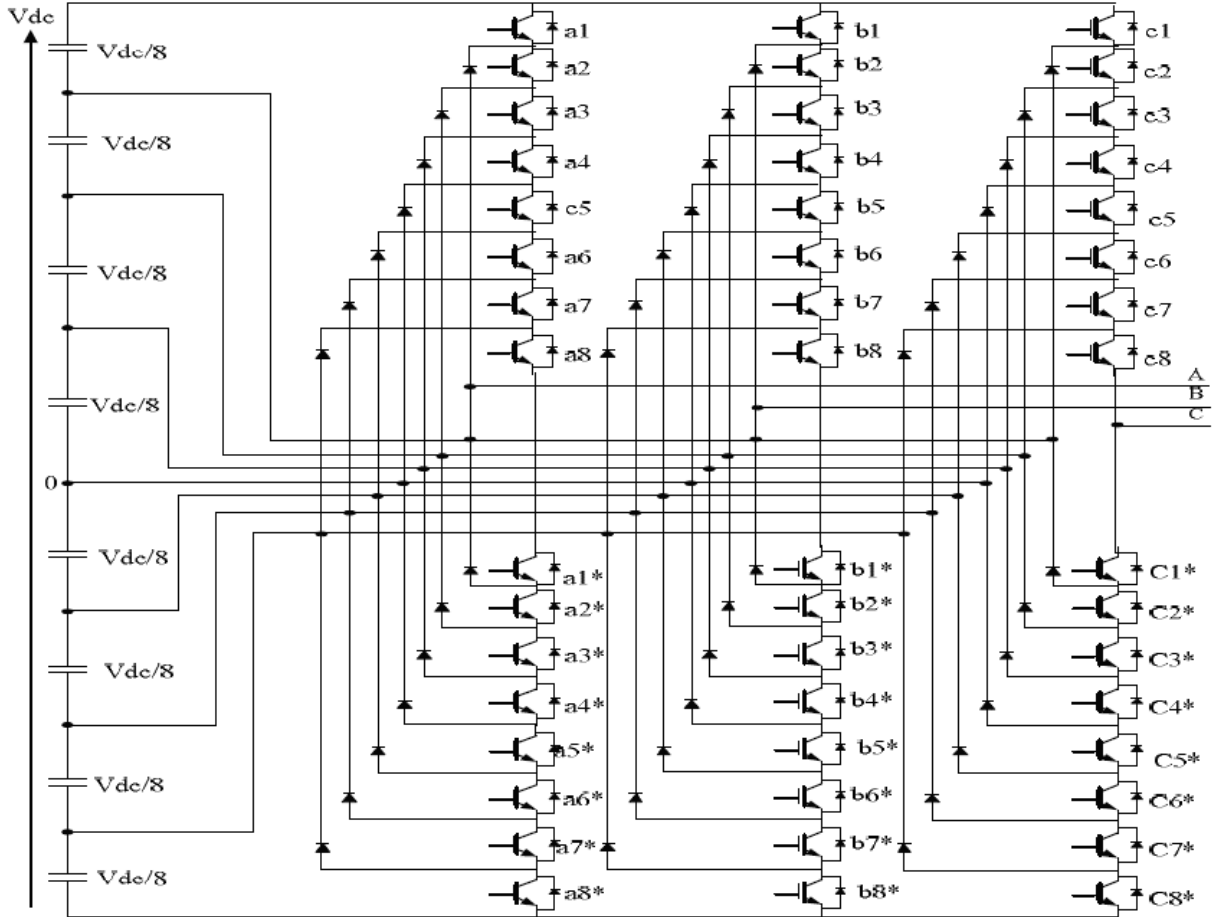 Vdc
Vdc/8
Vdc/8
Vdc/8
Vdc/8
0
Vdc/8
Vdc/8
Vdc/8
Vdc/8
a1
a2
a3
a4
c5
a6
a7
a8
a1*
a2*
a3*
a4*
a5*
a6*
a7*
a8*
b1
b2
b3
b4
b5
b6
b7
b8
b1*
b2*
b3*
b4*
b5*
b6*
b7*
b8*
c1
c2
c3
c4
c5
c6
c7
c8
A
B
C
C1*
C2*
C3*
C4*
C5*
C6*
C7*
C8*